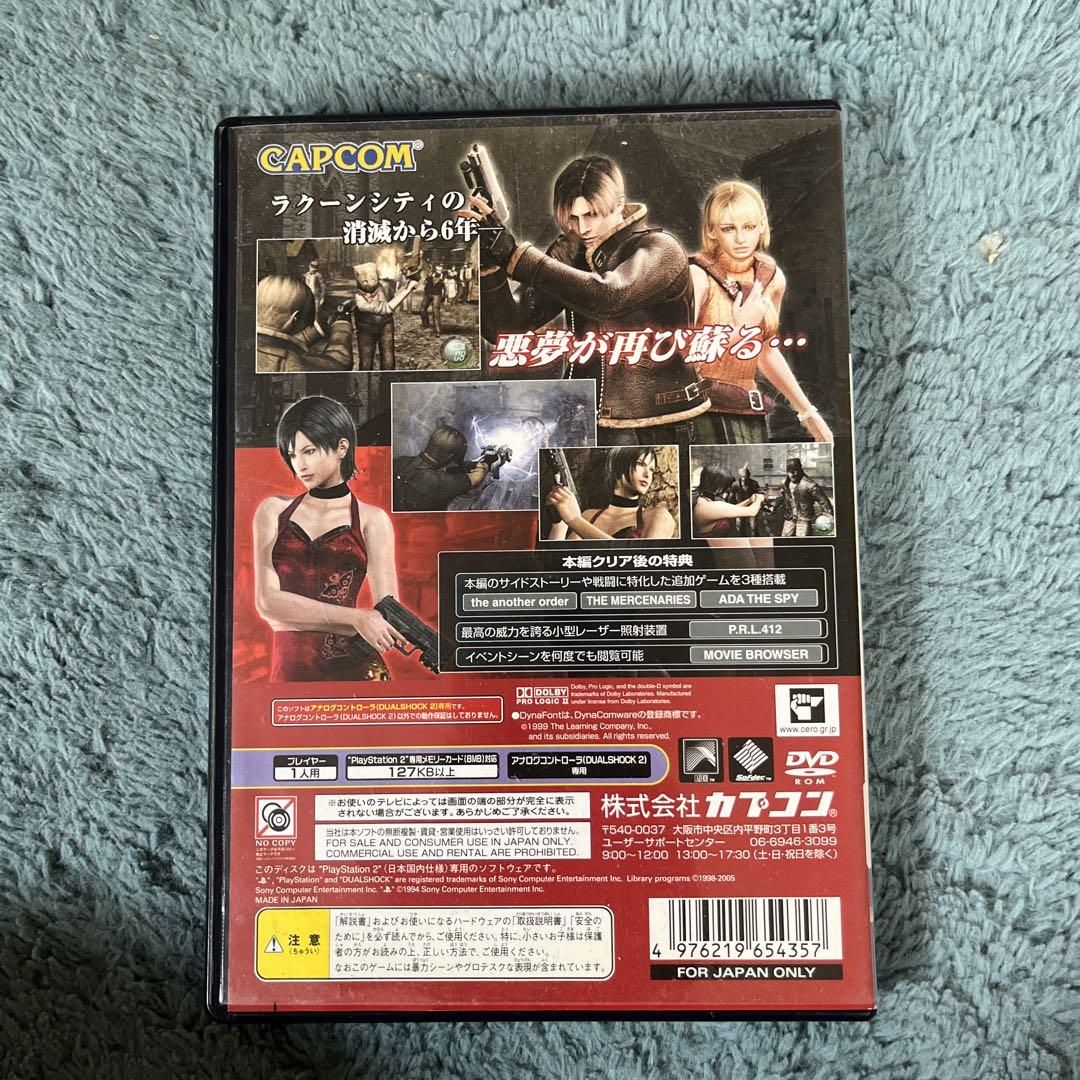 CAPCOM®
ラクーンシティの
消滅から6年
悪夢が再び蘇る…
08
本編クリア後の特典
本編のサイドストーリーや戦闘に特化した追加ゲームを3種搭載
the another order THE MERCENARIES ADA THE SPY
最高の威力を誇る小型レーザー照射装置 P.R.L.412
イベントシーンを何度でも閲覧可能 MOVIE BROWSER
このソフトはアナログコントローラ(DUALSHOCK 2)専用です。
アナログコントローラ(DUALSHOCK 2)以外での動作保証はしておりません。
DOLBY
PRO LOGIC II
Dolby, Pro Logic, and the double-D symbol are
trademarks of Dolby Laboratories. Manufactured
under license from Dolby Laboratories.
●DynaFontは、DynaComwareの登録商標です。
©1999 The Learning Company, Inc.,
and its subsidiaries. All rights reserved.
www.cero.gr.jp
プレイヤー
1人用
"PlayStation 2"専用メモリーカード(8MB)対応
127KB以上
アナログコントローラ(DUALSHOCK 2)
専用
Sofdec
DVD
ROM
NO COPY
※お使いのテレビによっては画面の端の部分が完全に表示
されない場合がございます。あらかじめご了承ください。
当社は本ソフトの無断複製・賃貸・営業使用はいっさい許可しておりません。
FOR SALE AND CONSUMER USE IN JAPAN ONLY.
COMMERCIAL USE AND RENTAL ARE PROHIBITED.
株式会社カプコン®
〒540-0037 大阪市中央区内平野町3丁目1番3号
ユーザーサポートセンター 06-6946-3099
9:00~12:00 13:00~17:30 (土・日・祝日を除く)
このディスクは "PlayStation 2" (日本国内仕様) 専用のソフトウェアです。
" ", "PlayStation" and "DUALSHOCK" are registered trademarks of Sony Computer Entertainment Inc. Library programs ©1998-2005
Sony Computer Entertainment Inc. " " ©1994 Sony Computer Entertainment Inc.
MADE IN JAPAN
注意
(ちゅうい)
「解説書」およびお使いになるハードウェアの「取扱説明書」「安全の
ために」を必ず読んでから、ご使用ください。特に、小さいお子様は保護
者の方がお読みの上、正しい方法で、ご使用ください。
なおこのゲームには暴力シーンやグロテスクな表現が含まれています。
4 976219 654357
FOR JAPAN ONLY